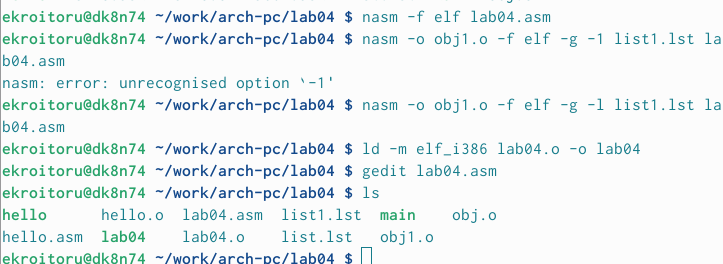 ekroitoru@dk8n74 ~/work/arch-pc/lab04 $ nasm -f elf lab04.asm
ekroitoru@dk8n74 ~/work/arch-pc/lab04 $ nasm -o obj1.o -f elf -g -1 list1.lst la
b04.asm
nasm: error: unrecognised option `-1'
ekroitoru@dk8n74 ~/work/arch-pc/lab04 $ nasm -o obj1.o -f elf -g -l list1.lst la
b04.asm
ekroitoru@dk8n74 ~/work/arch-pc/lab04 $ ld -m elf_i386 lab04.o -o lab04
ekroitoru@dk8n74 ~/work/arch-pc/lab04 $ gedit lab04.asm
ekroitoru@dk8n74 ~/work/arch-pc/lab04 $ ls
hello hello.o lab04.asm list1.lst main obj.o
hello.asm lab04 lab04.o list.lst obj1.o
ekroitoru@dk8n74 ~/work/arch-pc/lab04 $